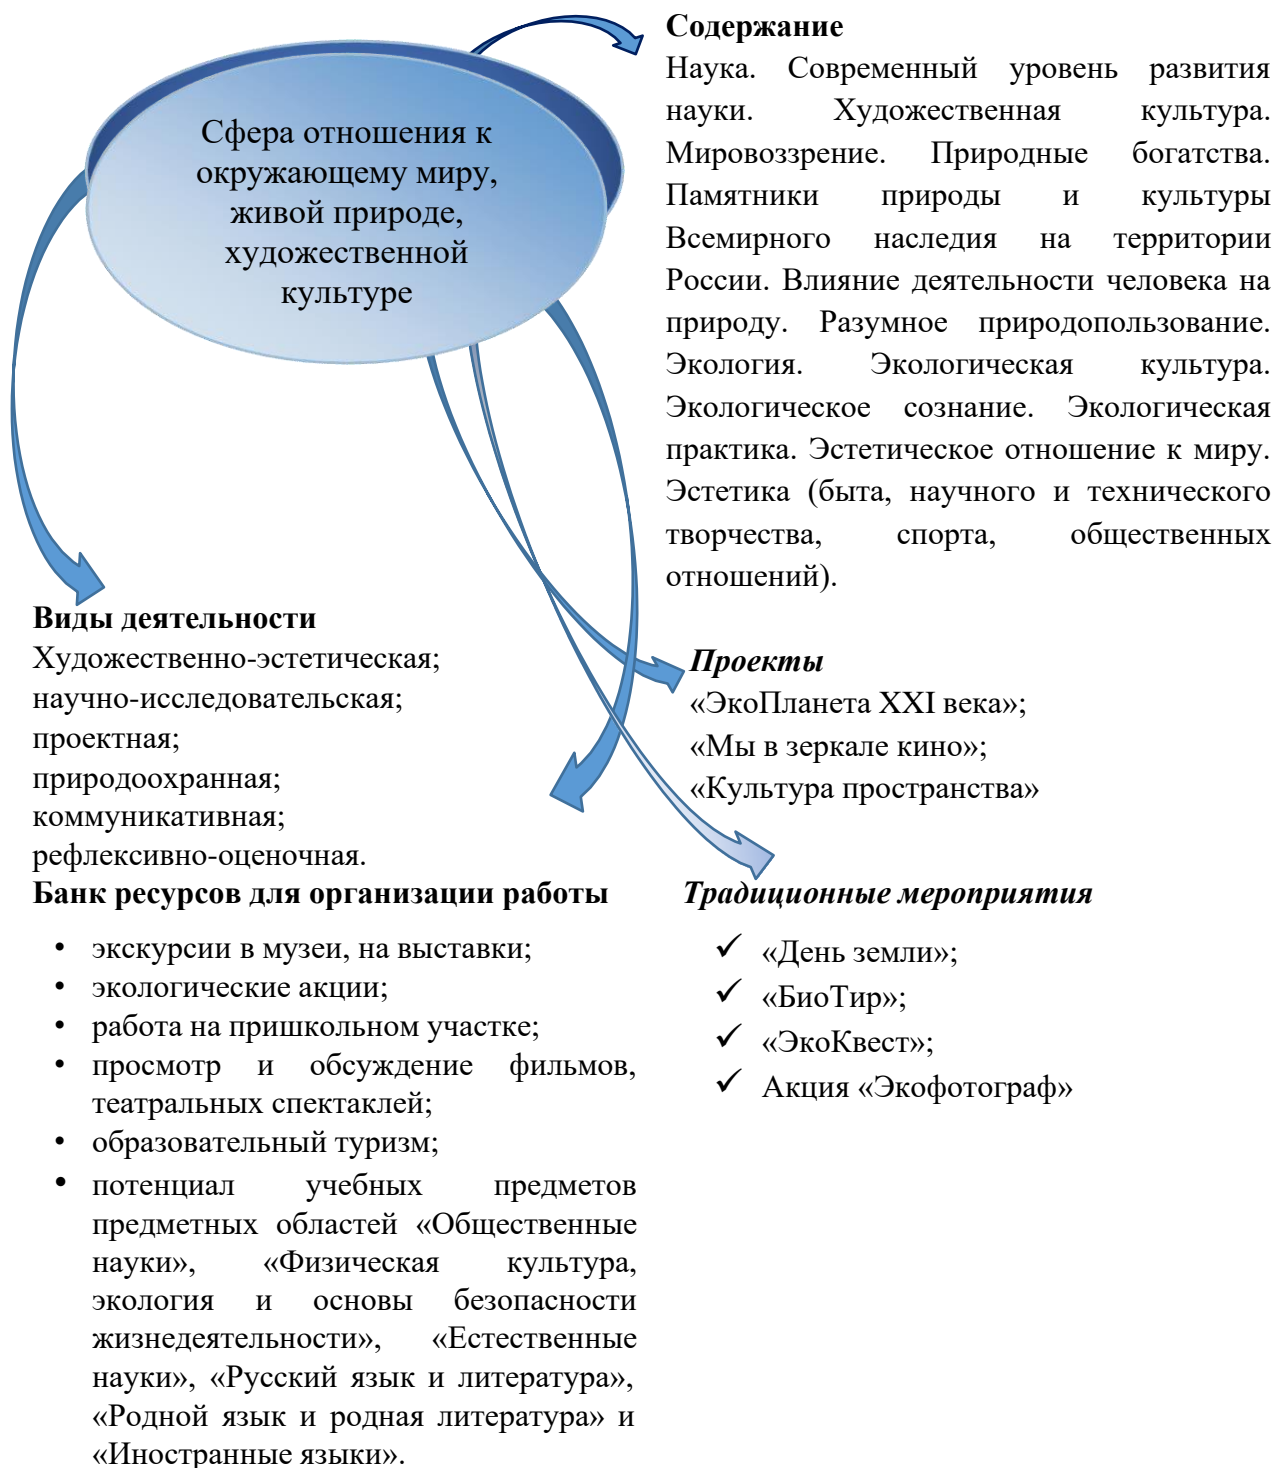 Сфера отношения к
окружающему миру,
живой природе,
художественной
культуре
Содержание
Наука. Современный уровень развития
науки. Художественная культура.
Мировоззрение. Природные богатства.
Памятники природы и культуры
Всемирного наследия на территории
России. Влияние деятельности человека на
природу. Разумное природопользование.
Экология. Экологическая культура.
Экологическое сознание. Экологическая
практика. Эстетическое отношение к миру.
Эстетика (быта, научного и технического
творчества, спорта, общественных
отношений).
Виды деятельности
Художественно-эстетическая;
научно-исследовательская;
проектная;
природоохранная;
коммуникативная;
рефлексивно-оценочная.
Проекты
«ЭкоПланета XXI века»;
«Мы в зеркале кино»;
«Культура пространства»
Банк ресурсов для организации работы
• экскурсии в музеи, на выставки;
• экологические акции;
• работа на пришкольном участке;
• просмотр и обсуждение фильмов,
театральных спектаклей;
• образовательный туризм;
• потенциал учебных предметов
предметных областей «Общественные
науки», «Физическая культура,
экология и основы безопасности
жизнедеятельности», «Естественные
науки», «Русский язык и литература»,
«Родной язык и родная литература» и
«Иностранные языки».
Традиционные мероприятия
✓ «День земли»;
✓ «БиоТир»;
✓ «ЭкоКвест»;
✓ Акция «Экофотограф»